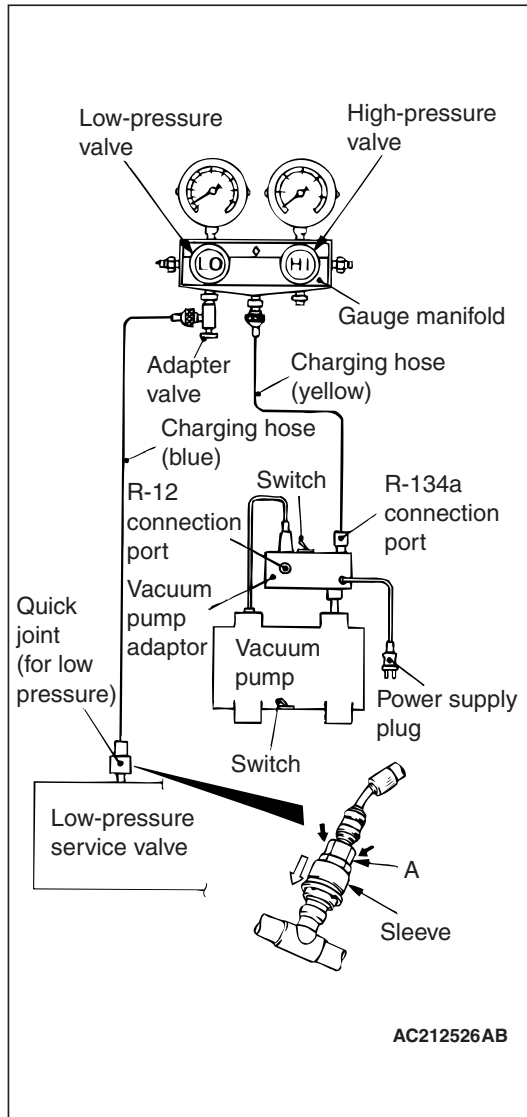 Low-pressure
valve
High-pressure
valve
LO
HI
Gauge manifold
Adapter
valve
Charging hose
(yellow)
Charging hose
(blue)
Switch
R-12
connection
port
R-134a
connection
port
Vacuum
pump
adaptor
Quick
joint
(for low
pressure)
Vacuum
pump
Power supply
plug
Switch
Low-pressure
service valve
A
Sleeve
AC212526AB